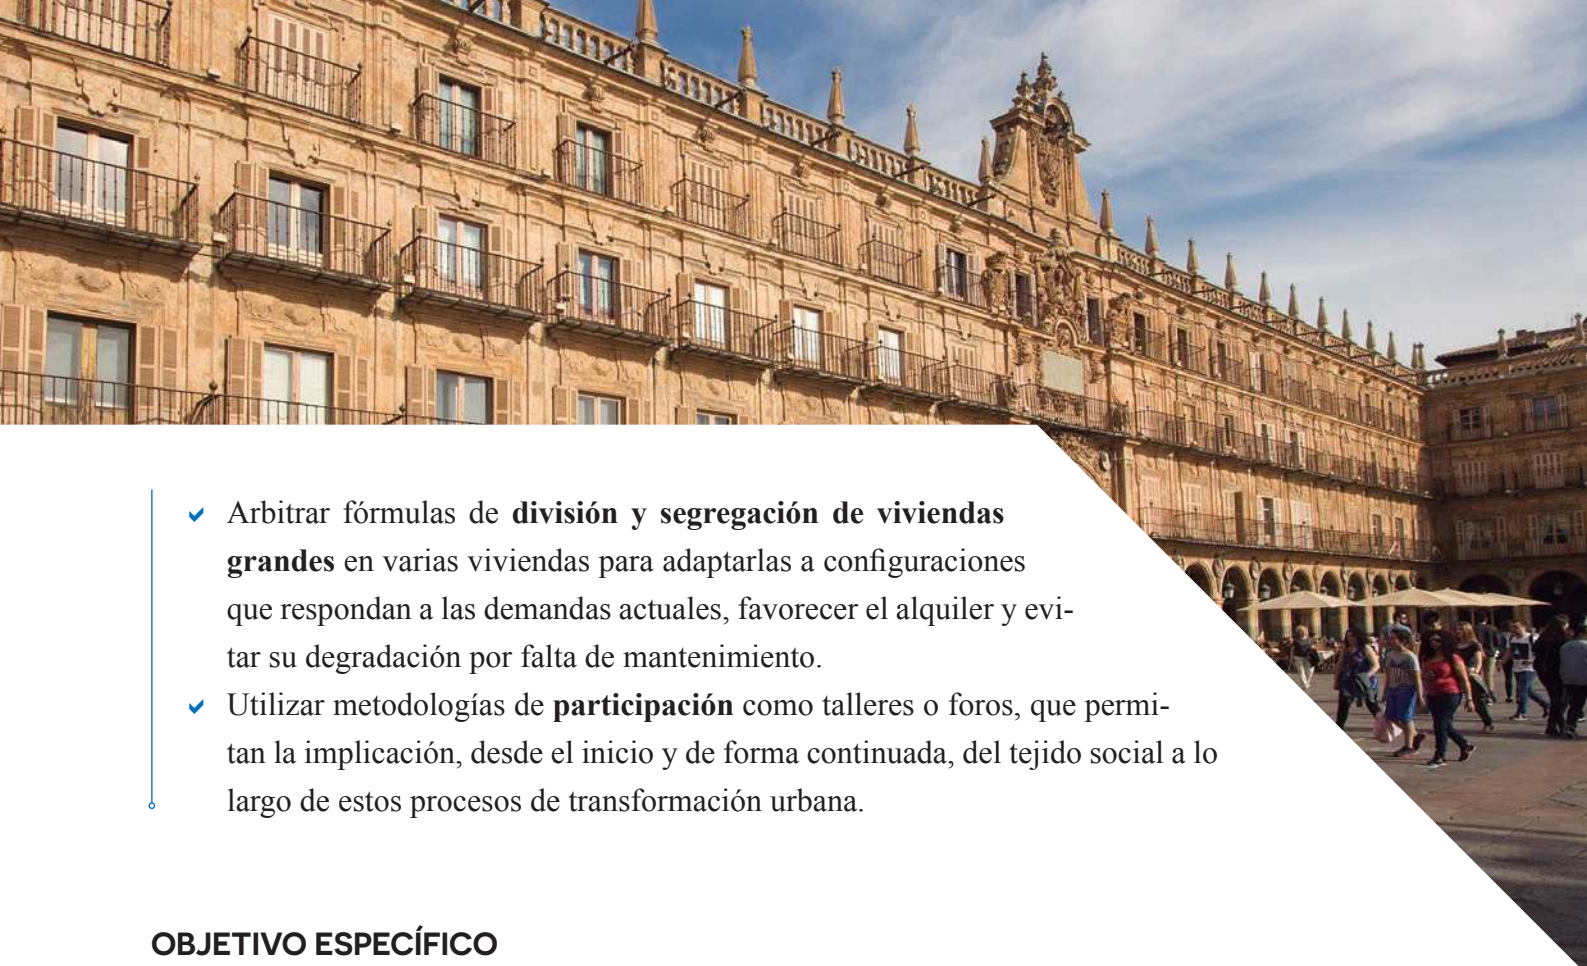 Arbitrar fórmulas de división y segregación de viviendas
grandes en varias viviendas para adaptarlas a configuraciones
que respondan a las demandas actuales, favorecer el alquiler y evi-
tar su degradación por falta de mantenimiento.
Utilizar metodologías de participación como talleres o foros, que permi-
tan la implicación, desde el inicio y de forma continuada, del tejido social a lo
largo de estos procesos de transformación urbana.
OBJETIVO ESPECÍFICO